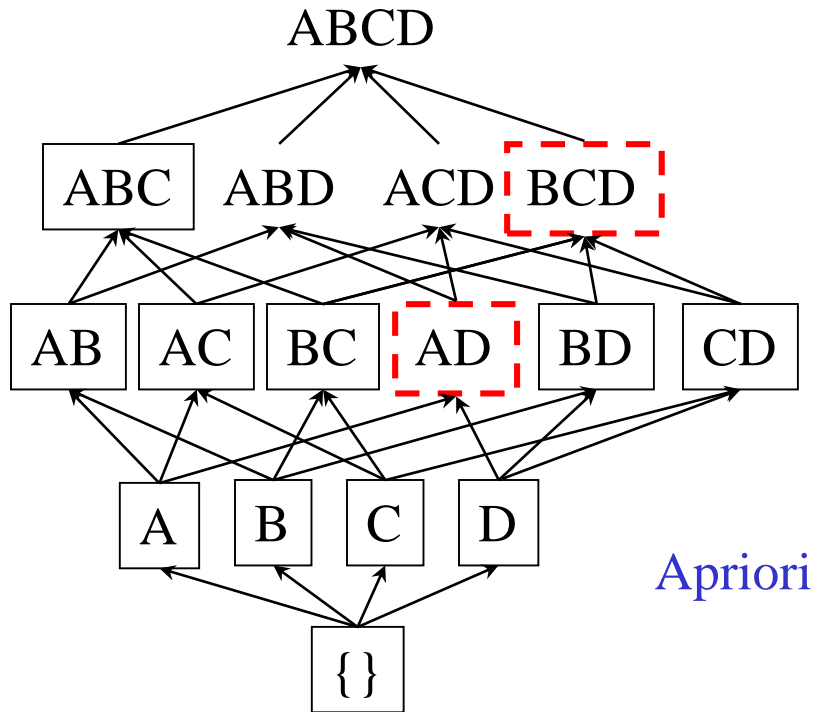 ABCD
ABC ABD ACD BCD
AB AC BC AD BD CD
A B C D
Apriori
{}